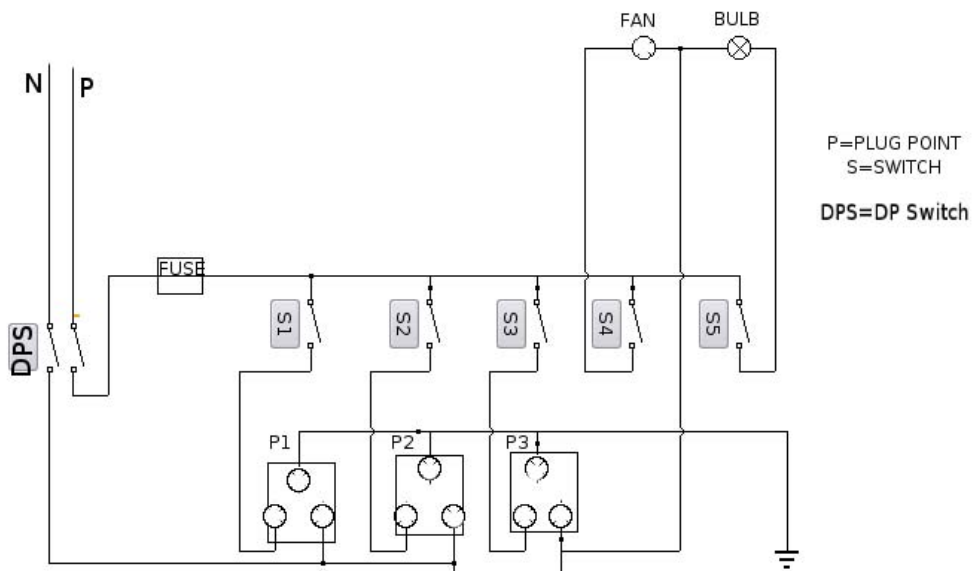 FAN
BULB
N
P
P=PLUG POINT
S=SWITCH
DPS=DP Switch
FUSE
DPS
S1
S2
S3
S4
S5
P1
P2
P3